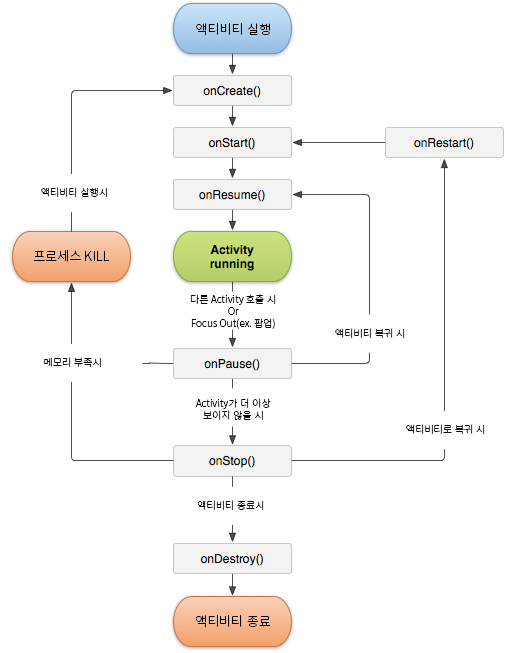 액티비티 실행
onCreate()
onStart()
onRestart()
액티비티 실행시
onResume()
프로세스 KILL
Activity
running
다른 Activity 호출 시
Or
Focus Out(ex. 팝업)
액티비티 복귀 시
메모리 부족시
onPause()
Activity가 더 이상
보이지 않을 시
액티비티로 복귀 시
onStop()
액티비티 종료시
onDestroy()
액티비티 종료